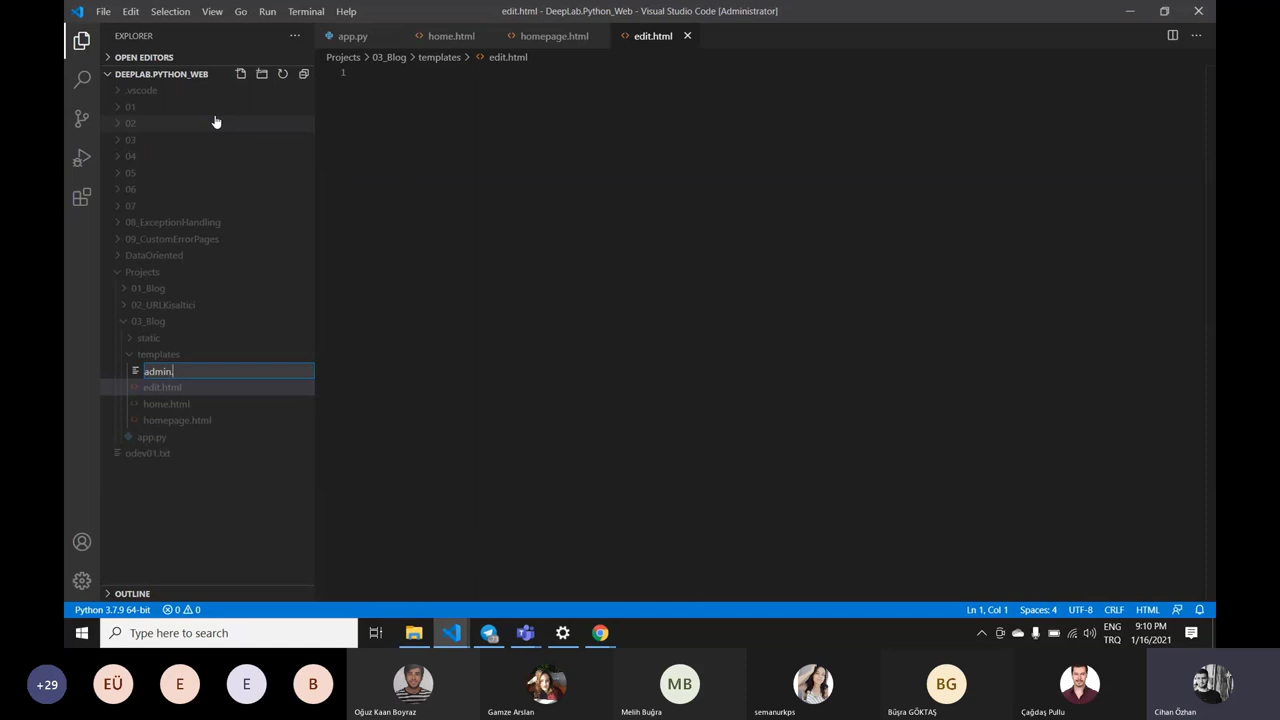 File Edit Selection View Go Run Terminal Help
edit.html - DeepLab.Python_Web - Visual Studio Code [Administrator]
EXPLORER
app.py
home.html
homepage.html
edit.html
OPEN EDITORS
Projects > 03_Blog > templates > edit.html
DEEPLAB.PYTHON_WEB
1
.vscode
01
02
03
04
05
06
07
08_ExceptionHandling
09_CustomErrorPages
DataOriented
Projects
01_Blog
02_URLKisaltici
03_Blog
static
templates
admin.
edit.html
home.html
homepage.html
app.py
odev01.txt
OUTLINE
Python 3.7.9 64-bit 0 0
Ln 1, Col 1 Spaces: 4 UTF-8 CRLF HTML
Type here to search
ENG
TRQ
9:10 PM
1/16/2021
+29
EÜ
E
E
B
MB
BG
Oğuz Kaan Boyraz
Gamze Arslan
Melih Buğra
semanurkps
Büşra GÖKTAŞ
Çağdaş Pullu
Cihan Özhan